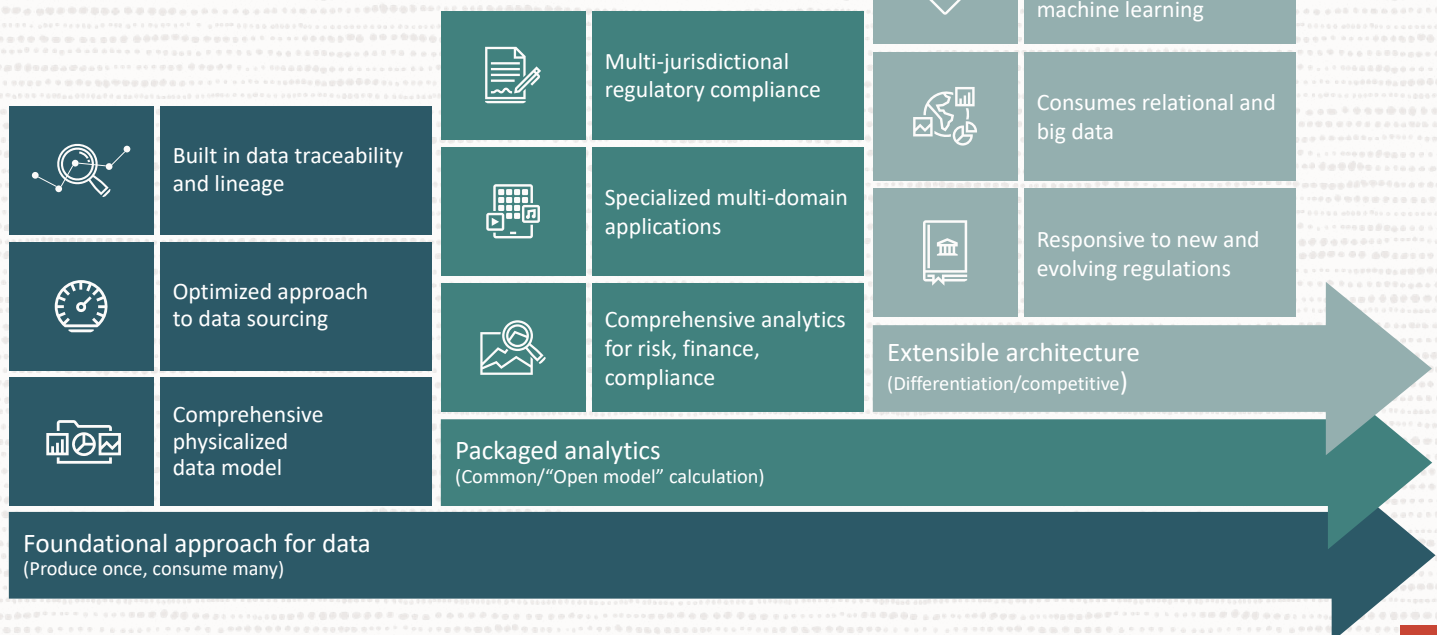 Built in data traceability
and lineage
Optimized approach
to data sourcing
Comprehensive
physicalized
data model
Multi-jurisdictional
regulatory compliance
Specialized multi-domain
applications
Comprehensive analytics
for risk, finance,
compliance
machine learning
Consumes relational and
big data
Responsive to new and
evolving regulations
Extensible architecture
(Differentiation/competitive)
Packaged analytics
(Common/“Open model” calculation)
Foundational approach for data
(Produce once, consume many)